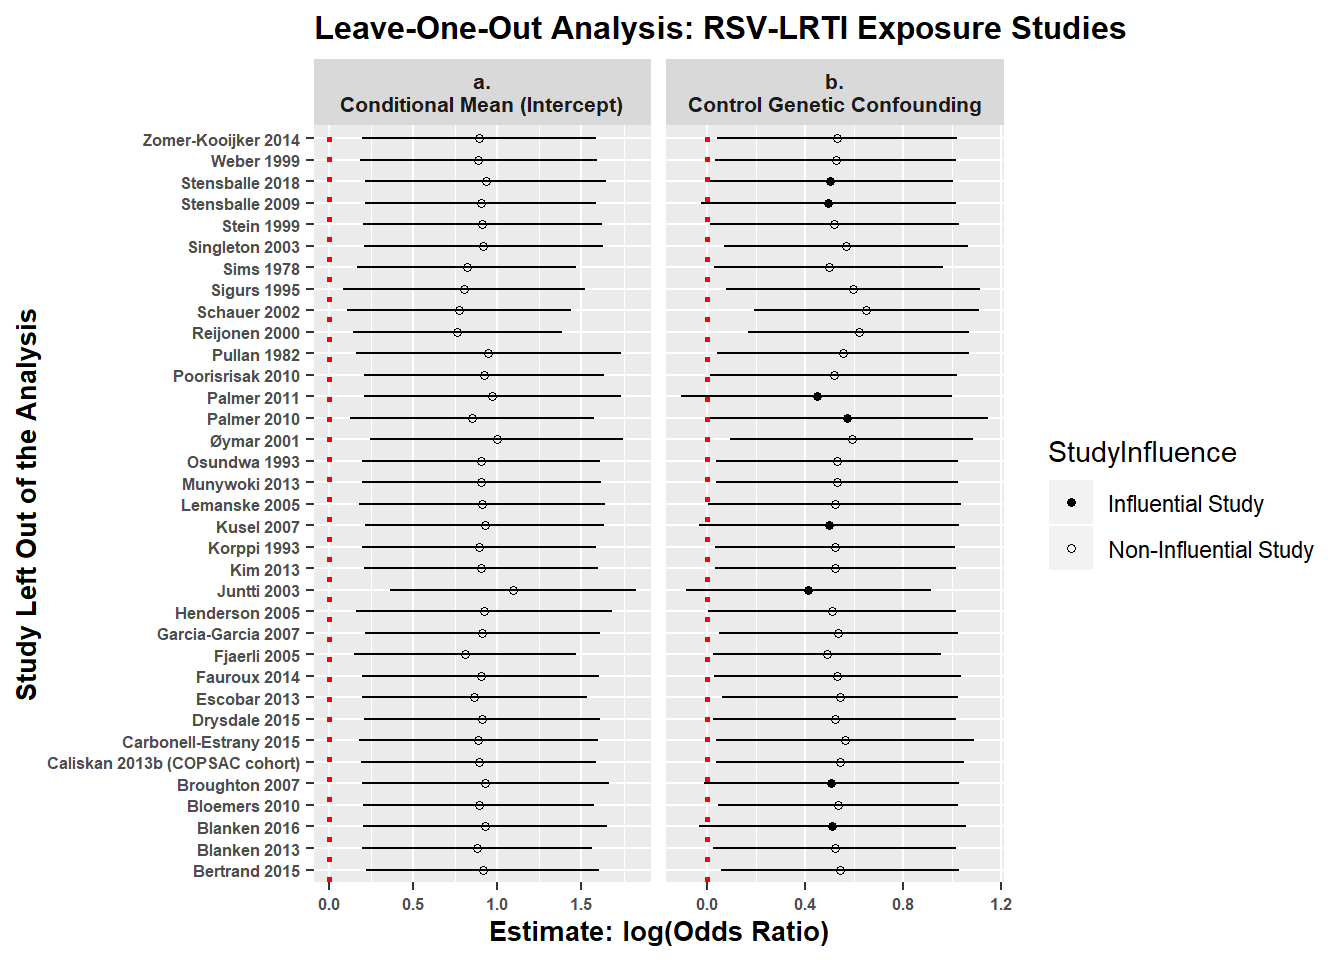 Leave-One-Out Analysis: RSV-LRTI Exposure Studies
a.
Conditional Mean (Intercept)
b.
Control Genetic Confounding
Study Left Out of the Analysis
Zomer-Kooijker 2014
Weber 1999
Stensballe 2018
Stensballe 2009
Stein 1999
Singleton 2003
Sims 1978
Sigurs 1995
Schauer 2002
Reijonen 2000
Pullan 1982
Poorisrisak 2010
Palmer 2011
Palmer 2010
Øymar 2001
Osundwa 1993
Munywoki 2013
Lemanske 2005
Kusel 2007
Korppi 1993
Kim 2013
Juntti 2003
Henderson 2005
Garcia-Garcia 2007
Fjaerli 2005
Fauroux 2014
Escobar 2013
Drysdale 2015
Carbonell-Estrany 2015
Caliskan 2013b (COPSAC cohort)
Broughton 2007
Bloemers 2010
Blanken 2016
Blanken 2013
Bertrand 2015
0.0 0.5 1.0 1.5
0.0 0.4 0.8 1.2
Estimate: log(Odds Ratio)
StudyInfluence
Influential Study
Non-Influential Study